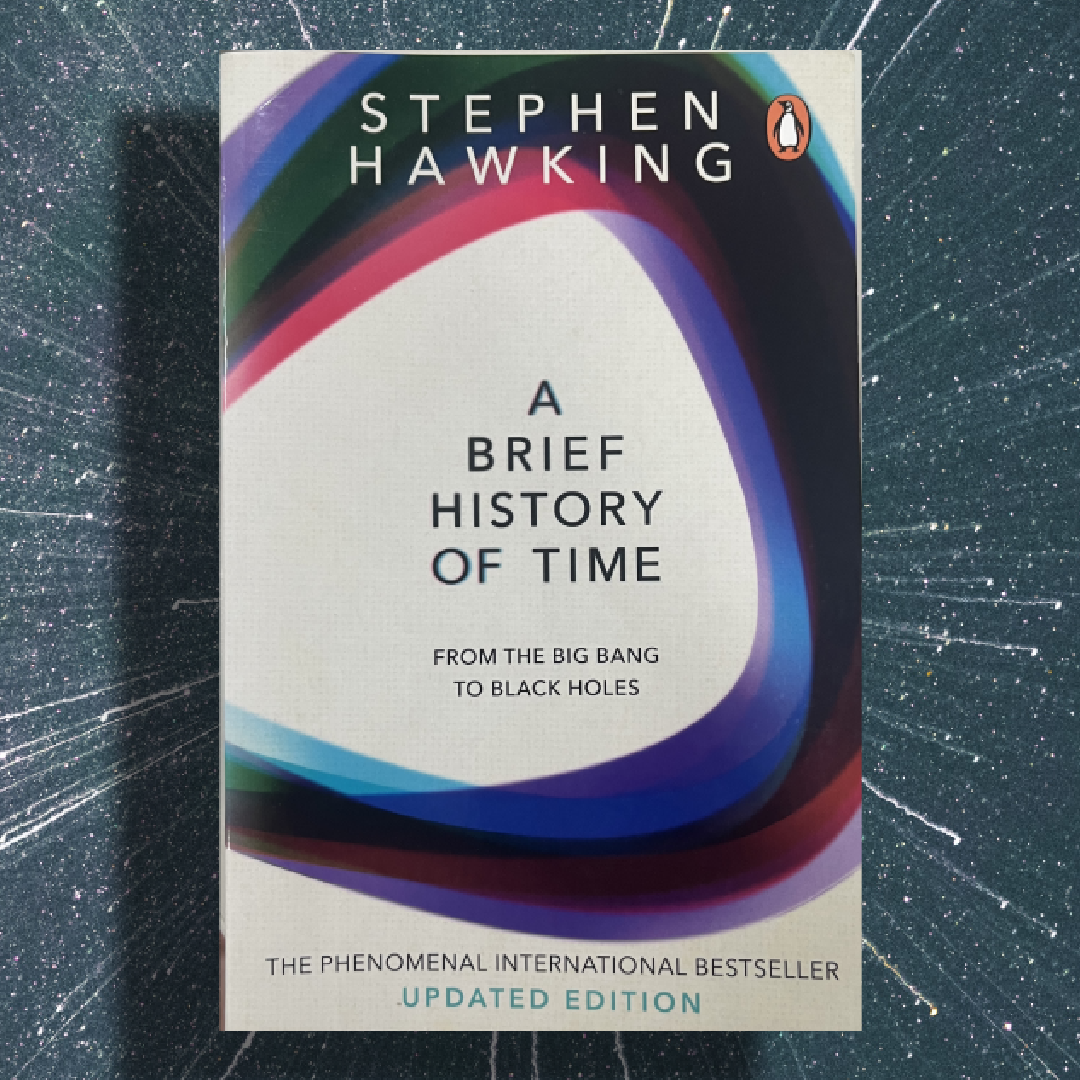 STEPHEN
HAWKING
A
BRIEF
HISTORY
OF TIME
FROM THE BIG BANG
TO BLACK HOLES
THE PHENOMENAL INTERNATIONAL BESTSELLER
UPDATED EDITION